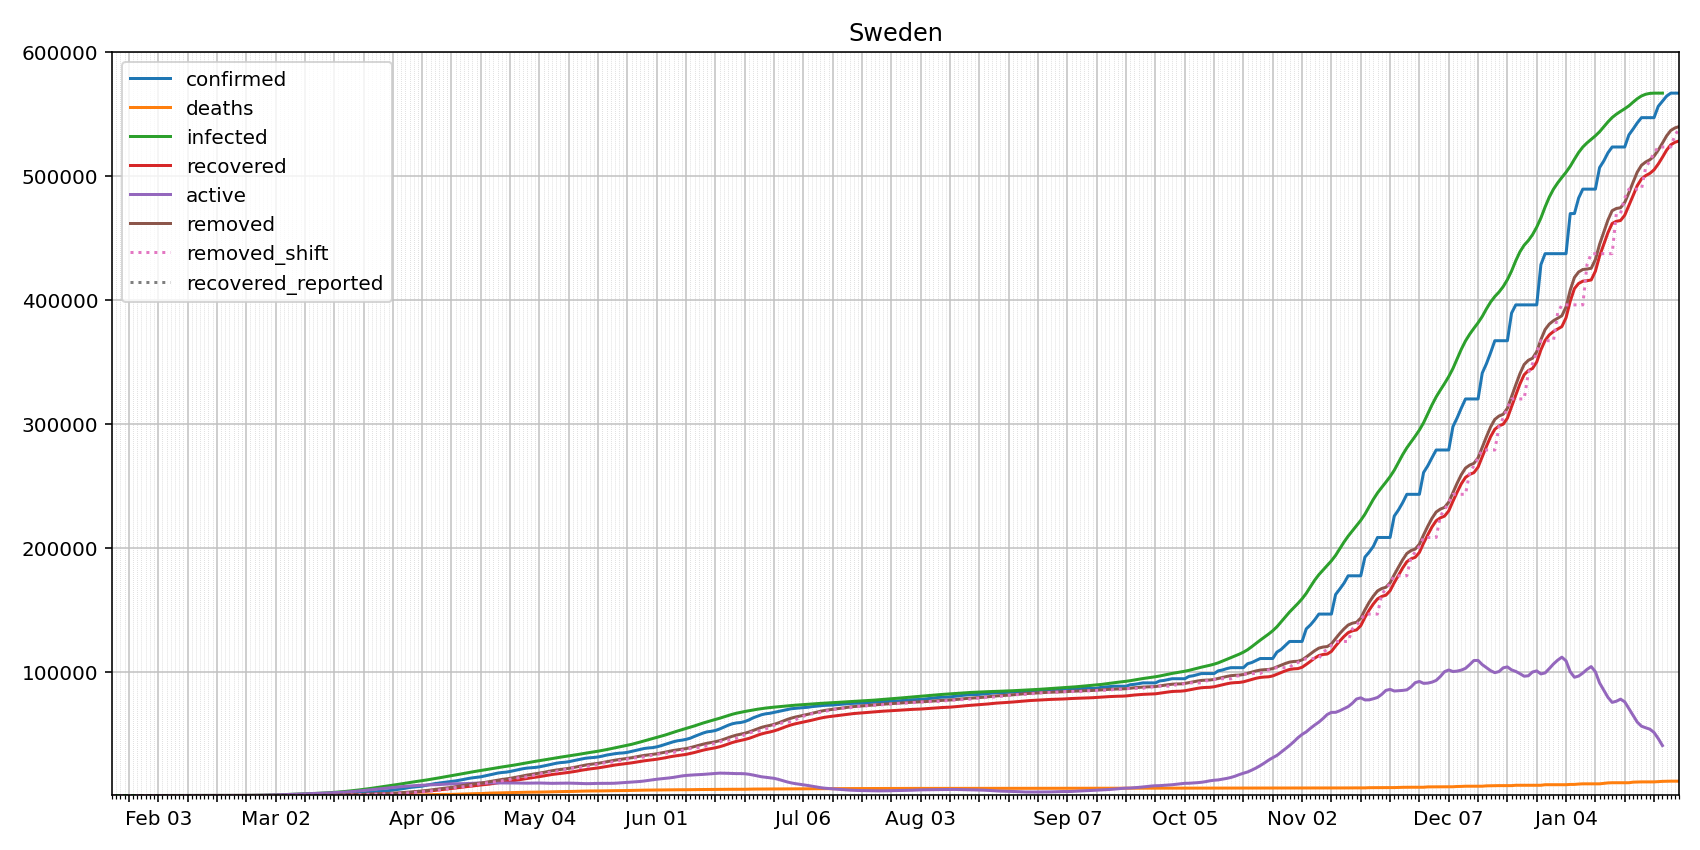 Sweden
600000
500000
400000
300000
200000
100000
confirmed
deaths
infected
recovered
active
removed
removed_shift
recovered_reported
Feb 03 Mar 02 Apr 06 May 04 Jun 01 Jul 06 Aug 03 Sep 07 Oct 05 Nov 02 Dec 07 Jan 04